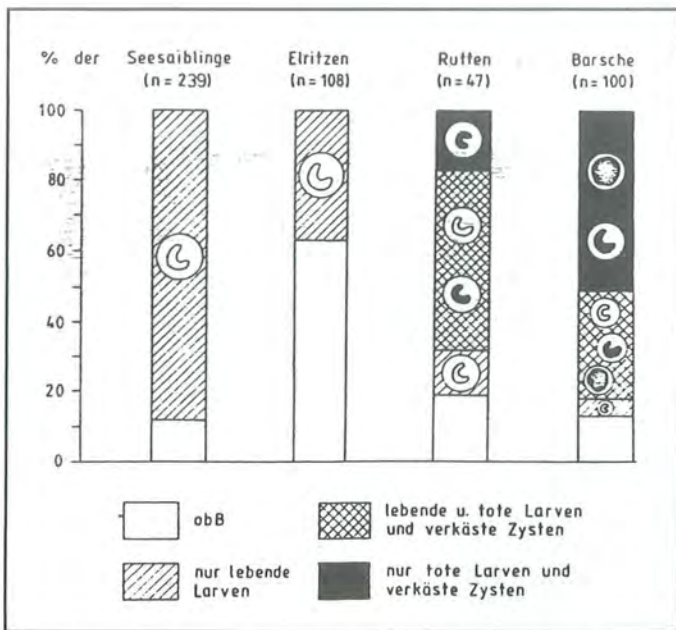 % der Seesaiblinge Elritzen Rutten Barsche
(n = 239) (n = 108) (n = 47) (n = 100)
100
80
60
40
20
0
obB
lebende u. tote Larven
und verkäste Zysten
nur lebende
Larven
nur tote Larven und
verkäste Zysten